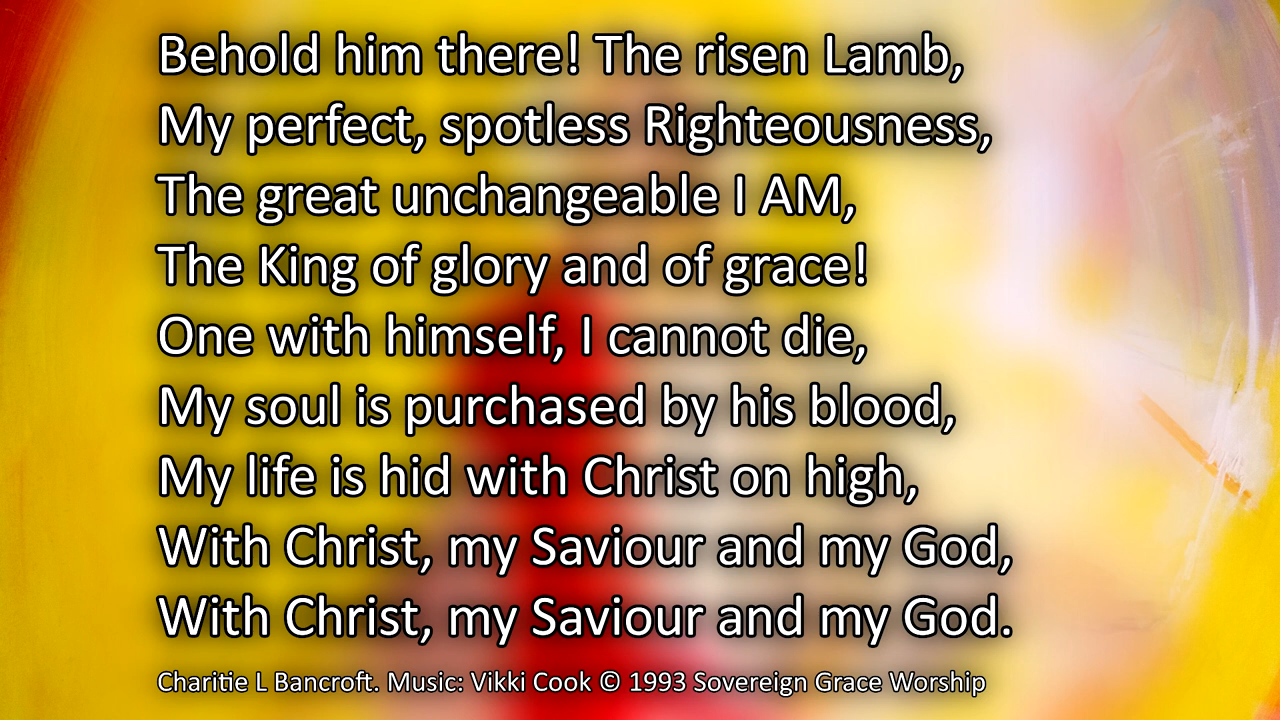 Behold him there! The risen Lamb,
My perfect, spotless Righteousness,
The great unchangeable I AM,
The King of glory and of grace!
One with himself, I cannot die,
My soul is purchased by his blood,
My life is hid with Christ on high,
With Christ, my Saviour and my God,
With Christ, my Saviour and my God.
Charitie L Bancroft. Music: Vikki Cook © 1993 Sovereign Grace Worship